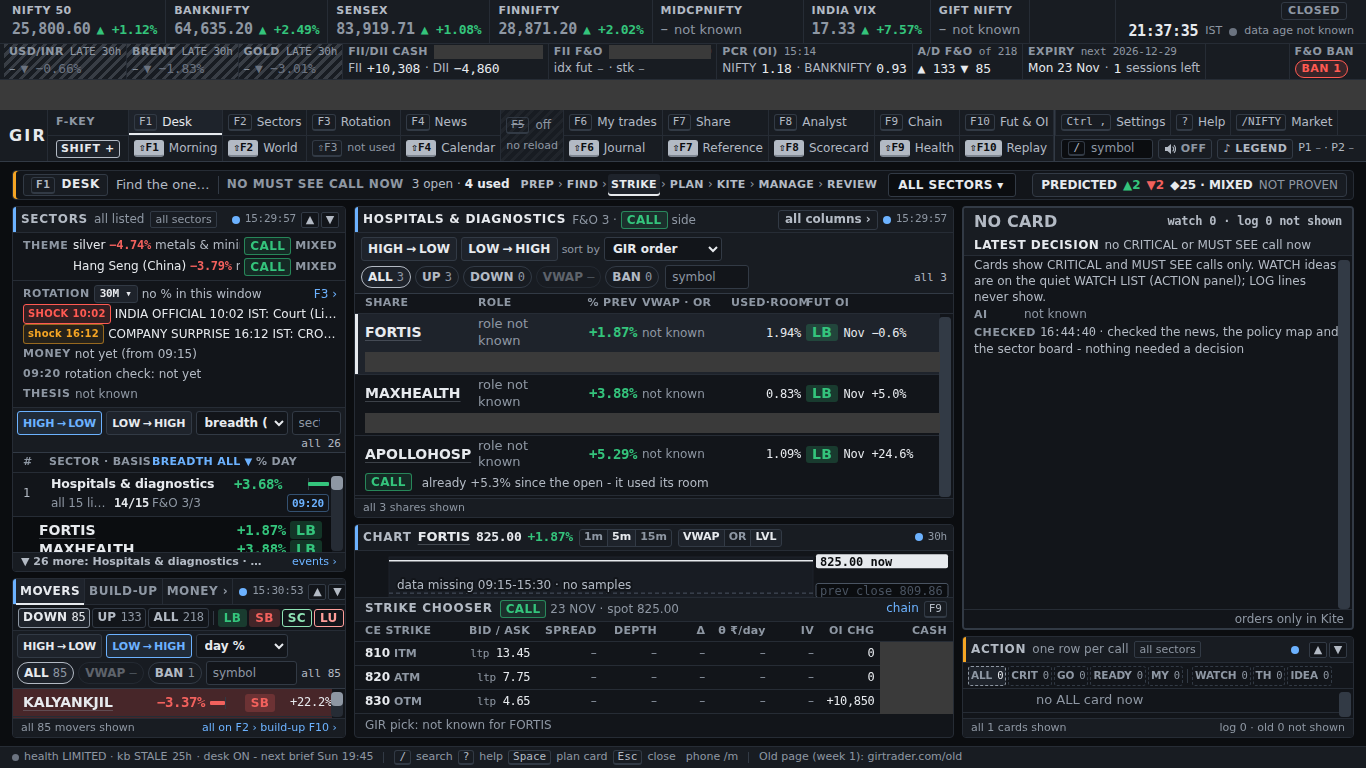 NIFTY 50 BANKNIFTY SENSEX FINNIFTY MIDCPNIFTY INDIA VIX GIFT NIFTY CLOSED
25,800.60 ▲ +1.12% 64,635.20 ▲ +2.49% 83,919.71 ▲ +1.08% 28,871.20 ▲ +2.02% – not known 17.33 ▲ +7.57% – not known 21:37:35 IST data age not known
USD/INR LATE 30h BRENT LATE 30h GOLD LATE 30h FII/DII CASH FII F&O PCR (OI) 15:14 A/D F&O of 218 EXPIRY next 2026-12-29 F&O BAN
– ▼ −0.66% – ▼ −1.83% – ▼ −3.01% FII +10,308 · DII −4,860 idx fut – · stk – NIFTY 1.18 · BANKNIFTY 0.93 ▲ 133 ▼ 85 Mon 23 Nov · 1 sessions left BAN 1
GIR F-KEY F1 Desk F2 Sectors F3 Rotation F4 News F5 off F6 My trades F7 Share F8 Analyst F9 Chain F10 Fut & OI Ctrl , Settings ? Help /NIFTY Market
SHIFT + ⇧F1 Morning ⇧F2 World ⇧F3 not used ⇧F4 Calendar no reload ⇧F6 Journal ⇧F7 Reference ⇧F8 Scorecard ⇧F9 Health ⇧F10 Replay / symbol OFF ♪ LEGEND P1 – · P2 –
F1 DESK Find the one… NO MUST SEE CALL NOW 3 open · 4 used PREP › FIND › STRIKE › PLAN › KITE › MANAGE › REVIEW ALL SECTORS ▾ PREDICTED ▲2 ▼2 ◆25 · MIXED NOT PROVEN
SECTORS all listed all sectors 15:29:57 ▲ ▼
THEME silver −4.74% metals & mini CALL MIXED
Hang Seng (China) −3.79% r CALL MIXED
ROTATION 30M ▾ no % in this window F3 ›
SHOCK 10:02 INDIA OFFICIAL 10:02 IST: Court (Li…
shock 16:12 COMPANY SURPRISE 16:12 IST: CRO…
MONEY not yet (from 09:15)
09:20 rotation check: not yet
THESIS not known
HIGH→LOW LOW→HIGH breadth ( sect
all 26
# SECTOR · BASIS BREADTH ALL ▼ % DAY
1 Hospitals & diagnostics +3.68%
all 15 li… 14/15 F&O 3/3 09:20
FORTIS +1.87% LB
MAXHEALTH +3.88% LB
▼ 26 more: Hospitals & diagnostics · … events ›
MOVERS BUILD-UP MONEY › 15:30:53 ▲ ▼
DOWN 85 UP 133 ALL 218 LB SB SC LU
HIGH→LOW LOW→HIGH day %
ALL 85 VWAP – BAN 1 symbol all 85
KALYANKJIL −3.37% SB +22.2%
all 85 movers shown all on F2 › build-up F10 ›
HOSPITALS & DIAGNOSTICS F&O 3 · CALL side all columns › 15:29:57
HIGH→LOW LOW→HIGH sort by GIR order
ALL 3 UP 3 DOWN 0 VWAP – BAN 0 symbol all 3
SHARE ROLE % PREV VWAP · OR USED·ROOM FUT OI
FORTIS role not known +1.87% not known 1.94% LB Nov −0.6%
MAXHEALTH role not known +3.88% not known 0.83% LB Nov +5.0%
APOLLOHOSP role not known +5.29% not known 1.09% LB Nov +24.6%
CALL already +5.3% since the open - it used its room
all 3 shares shown
CHART FORTIS 825.00 +1.87% 1m 5m 15m VWAP OR LVL 30h
825.00 now
data missing 09:15-15:30 · no samples
prev close 809.86
STRIKE CHOOSER CALL 23 NOV · spot 825.00 chain F9
CE STRIKE BID / ASK SPREAD DEPTH Δ θ ₹/day IV OI CHG CASH
810 ITM ltp 13.45 – – – – – 0
820 ATM ltp 7.75 – – – – – 0
830 OTM ltp 4.65 – – – – – +10,850
GIR pick: not known for FORTIS
NO CARD watch 0 · log 0 not shown
LATEST DECISION no CRITICAL or MUST SEE call now
Cards show CRITICAL and MUST SEE calls only. WATCH ideas
are on the quiet WATCH LIST (ACTION panel); LOG lines
never show.
AI not known
CHECKED 16:44:40 · checked the news, the policy map and
the sector board - nothing needed a decision
orders only in Kite
ACTION one row per call all sectors ▲ ▼
ALL 0 CRIT 0 GO 0 READY 0 MY 0 WATCH 0 TH 0 IDEA 0
no ALL card now
all 1 cards shown log 0 · old 0 not shown
health LIMITED · kb STALE 25h · desk ON - next brief Sun 19:45 / search ? help Space plan card Esc close phone /m Old page (week 1): girtrader.com/old